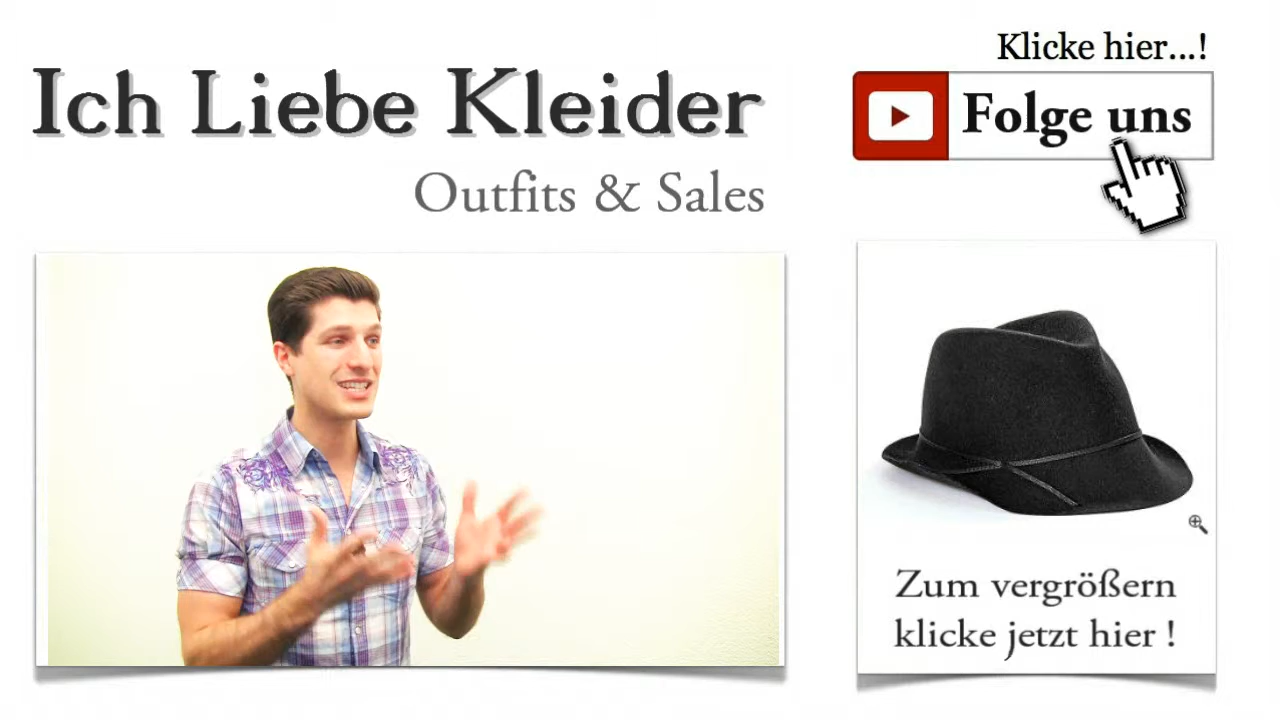 Klicke hier...!
Ich Liebe Kleider
Folge uns
Outfits & Sales
Zum vergrößern
klicke jetzt hier !